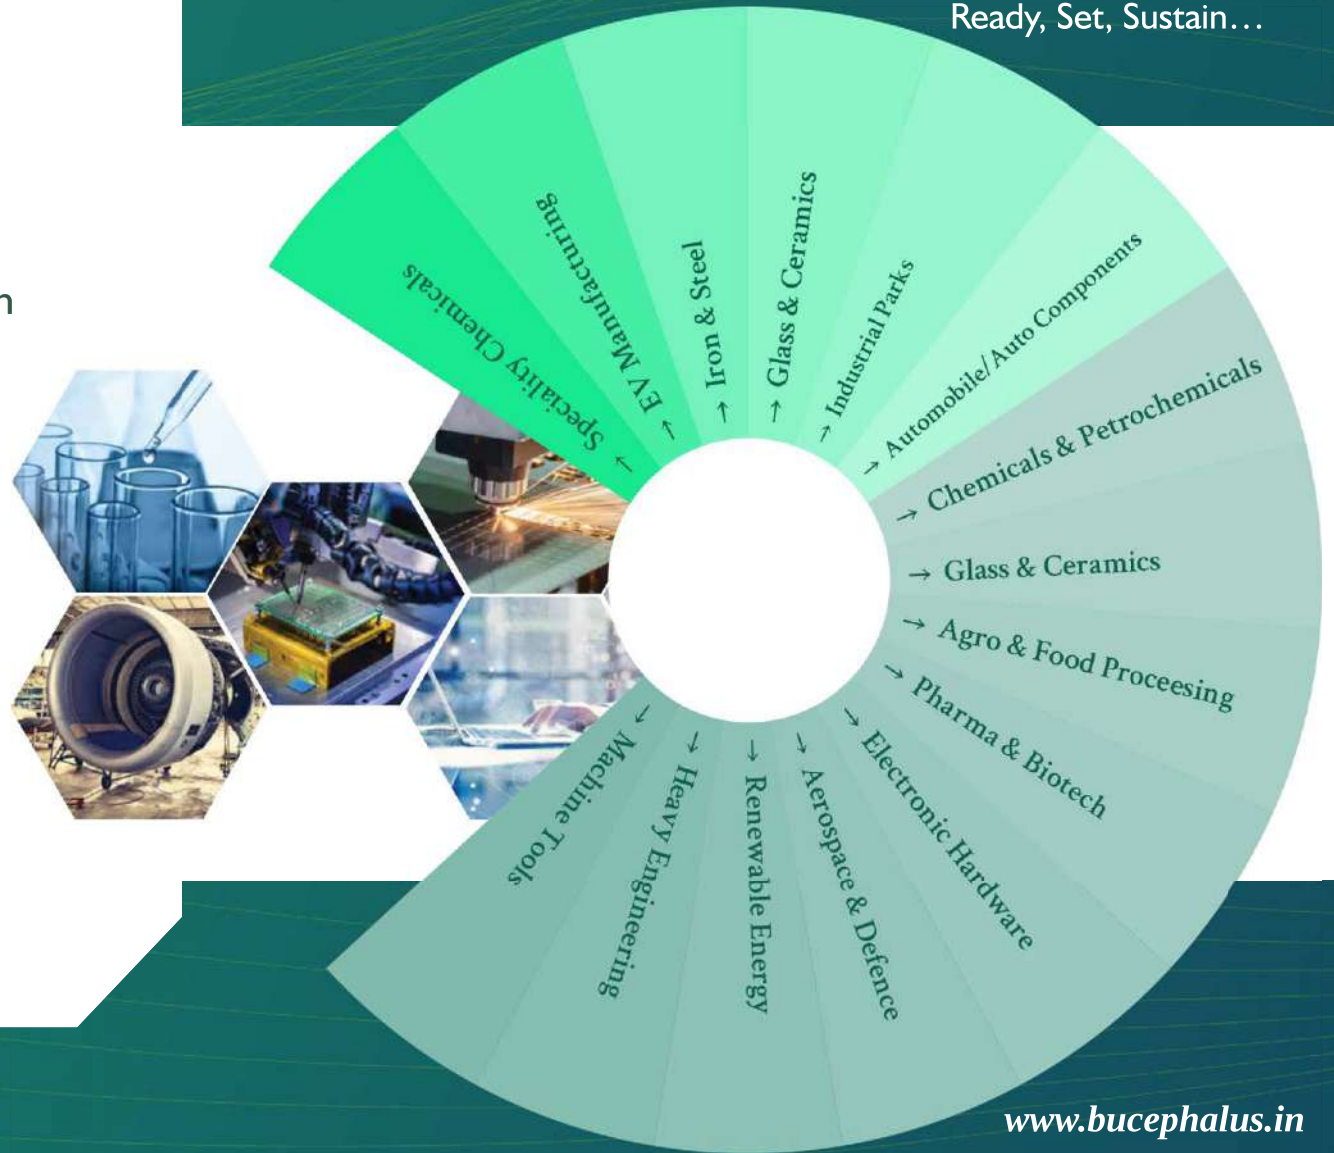 Ready, Set, Sustain…
n
Speciality Chemicals
EV Manufacturing
Iron & Steel
Glass & Ceramics
Industrial Parks
Automobile/Auto Components
Chemicals & Petrochemicals
Glass & Ceramics
Agro & Food Proceesing
Pharma & Biotech
Electronic Hardware
Aerospace & Defence
Renewable Energy
Heavy Engineering
Machine Tools
www.bucephalus.in